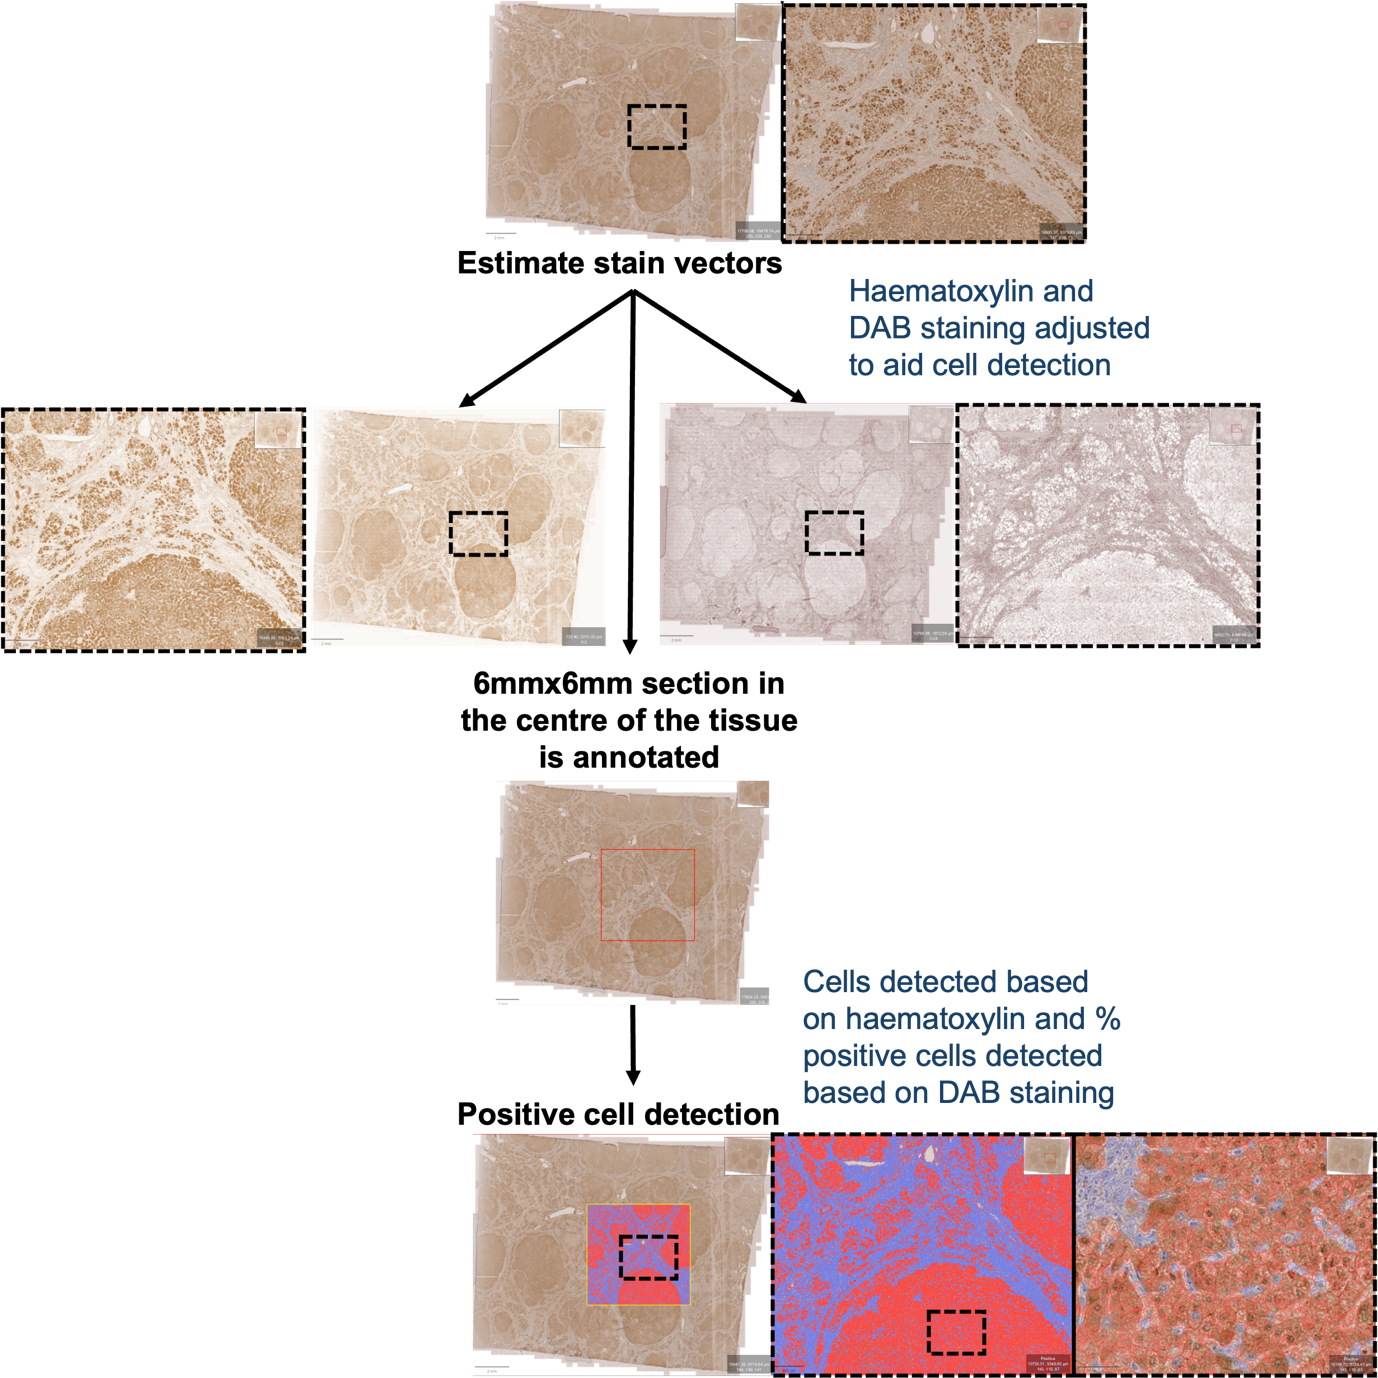 Estimate stain vectors
Haematoxylin and
DAB staining adjusted
to aid cell detection
6mmx6mm section in
the centre of the tissue
is annotated
Cells detected based
on haematoxylin and %
positive cells detected
based on DAB staining
Positive cell detection